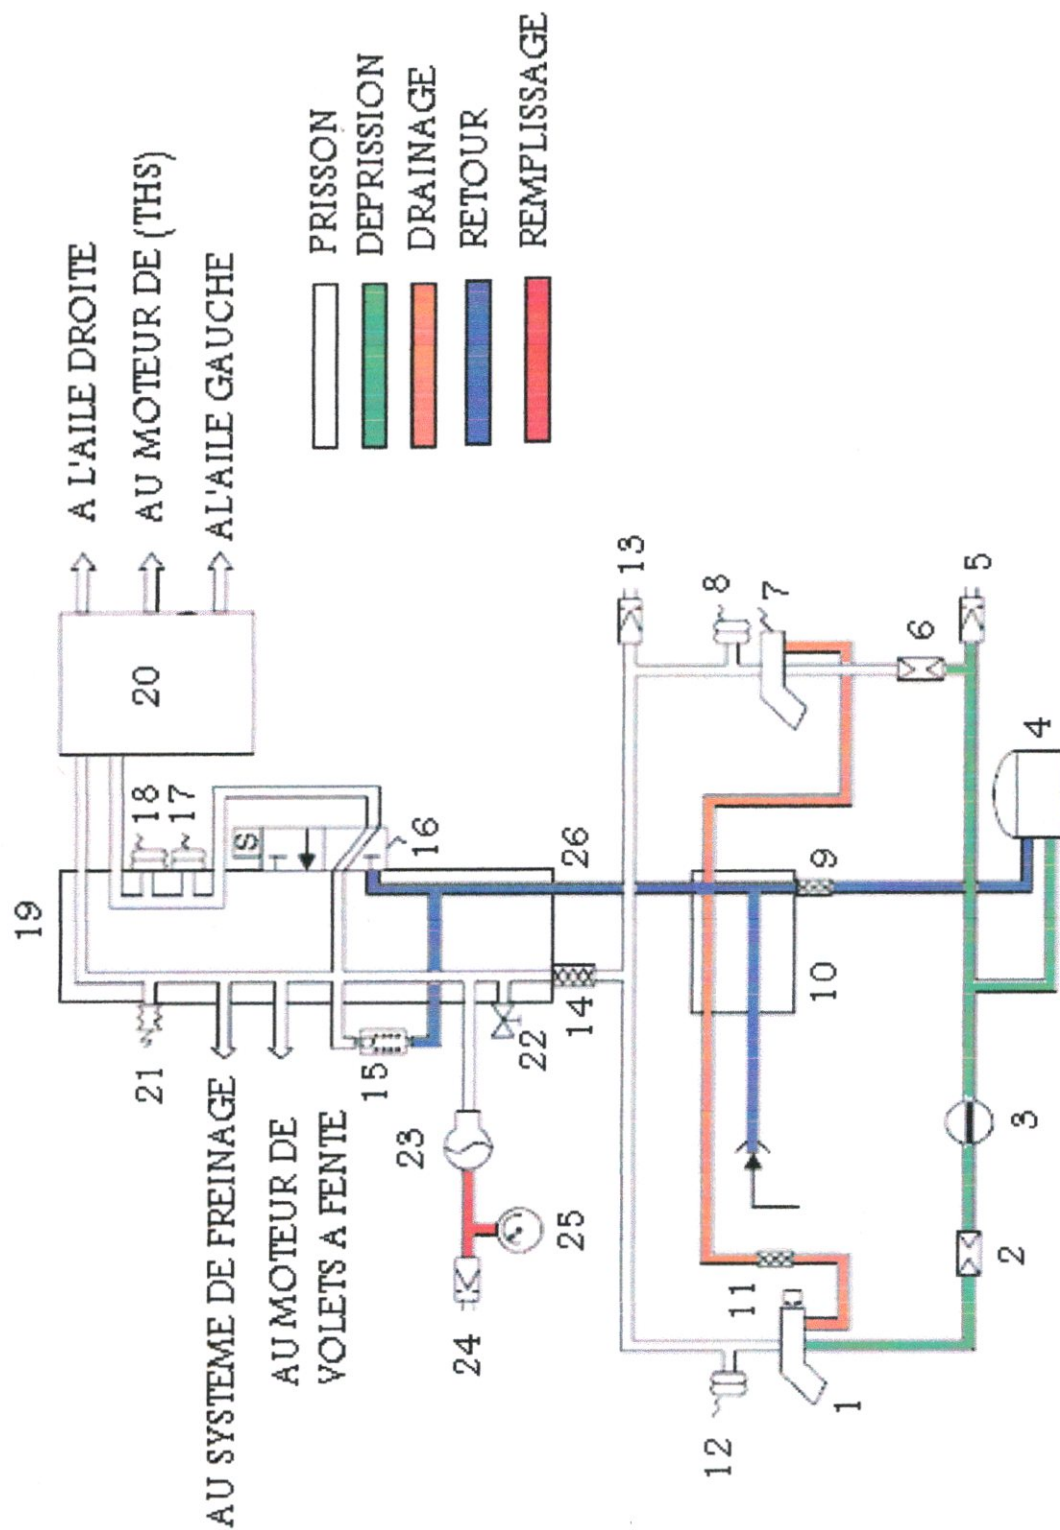 A L'AILE DROITE
AU MOTEUR DE (THS)
AL'AILE GAUCHE
PRISSON
DEPRISSION
DRAINAGE
RETOUR
REMPLISSAGE
19
20
18
17
S
16
26
21
AU SYSTEME DE FREINAGE
AU MOTEUR DE
VOLETS A FENTE
15
22
14
23
25
24
13
8
7
6
5
4
9
10
11
12
1
2
3